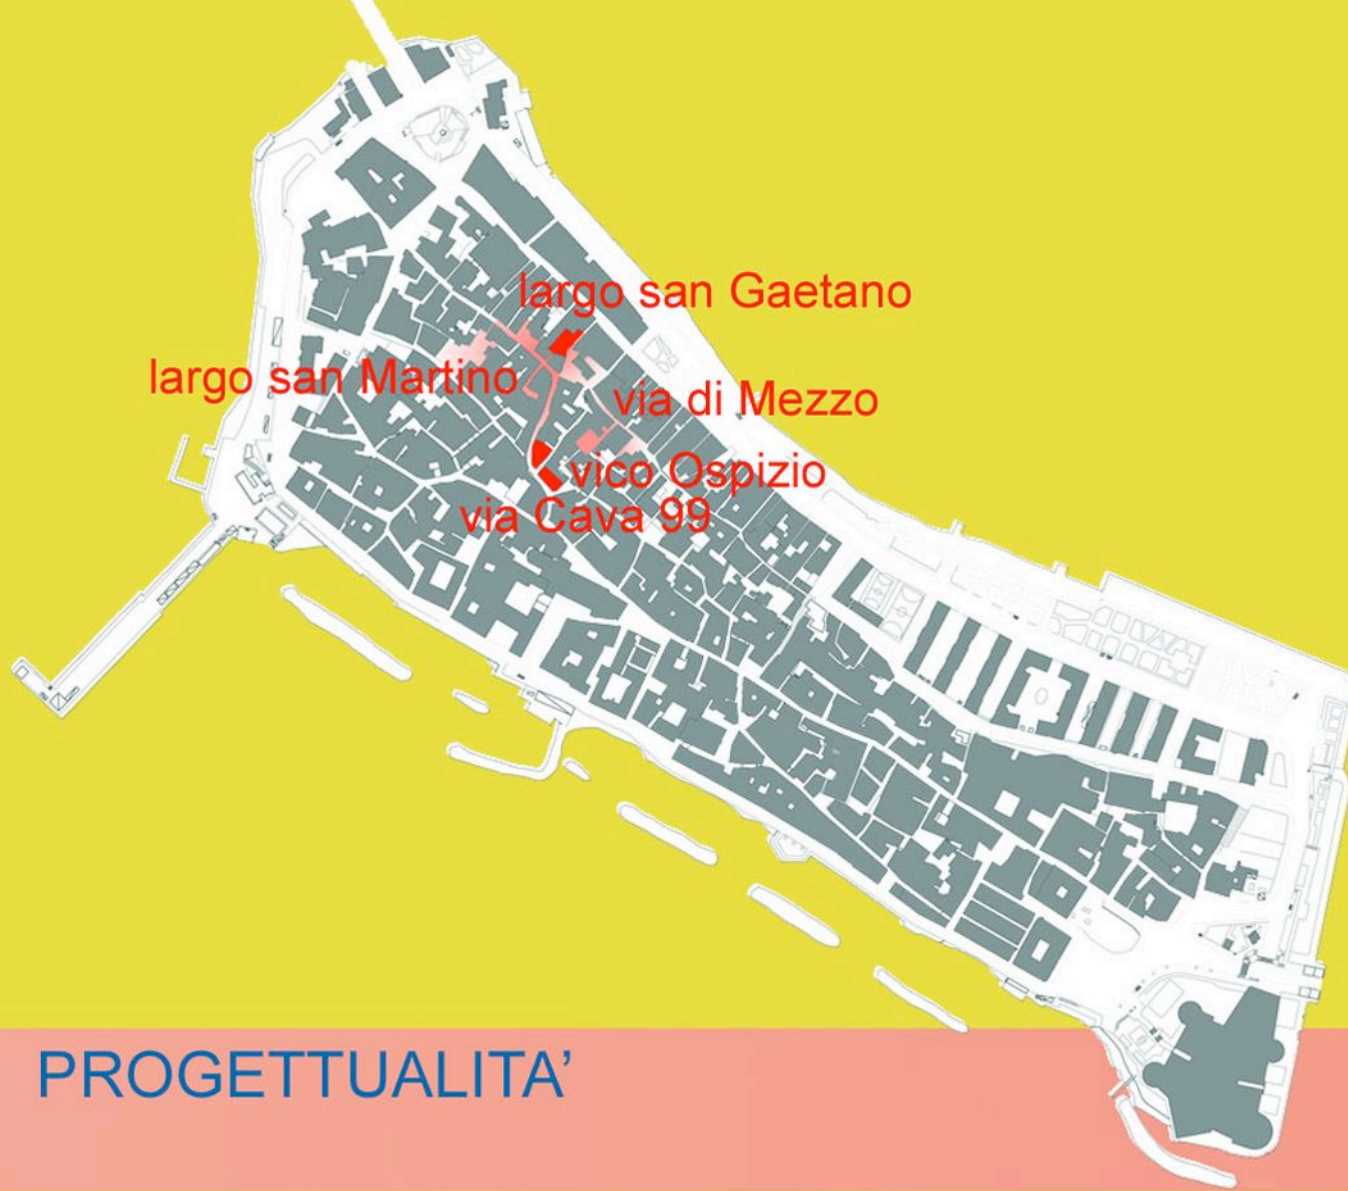 largo san Gaetano
largo san Martino
via di Mezzo
vico Ospizio
via Cava 99
PROGETTUALITA’